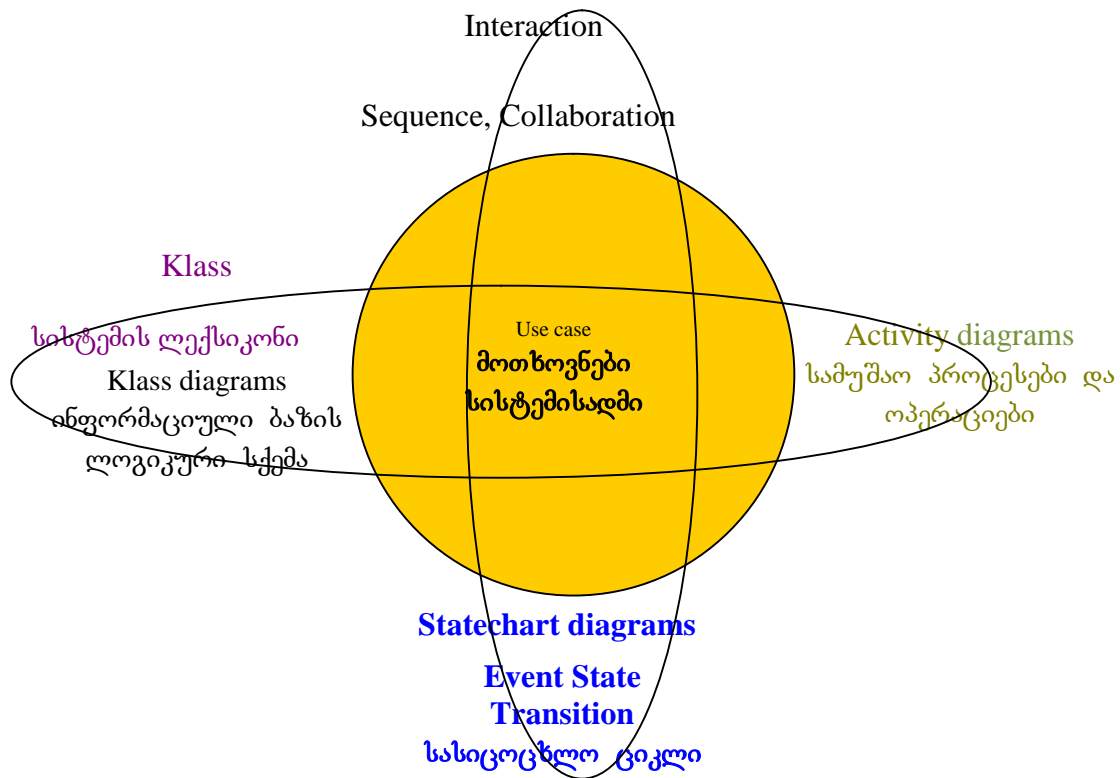 Interaction
Sequence, Collaboration
Klass
სისტემის ლექსიკონი
Klass diagrams
ინფორმაციული ბაზის
ლოგიკური სქემა
Use case
მოთხოვნები
სისტემისადმი
Activity diagrams
სამუშაო პროცესები და
ოპერაციები
Statechart diagrams
Event State
Transition
სასიცოცხლო ციკლი